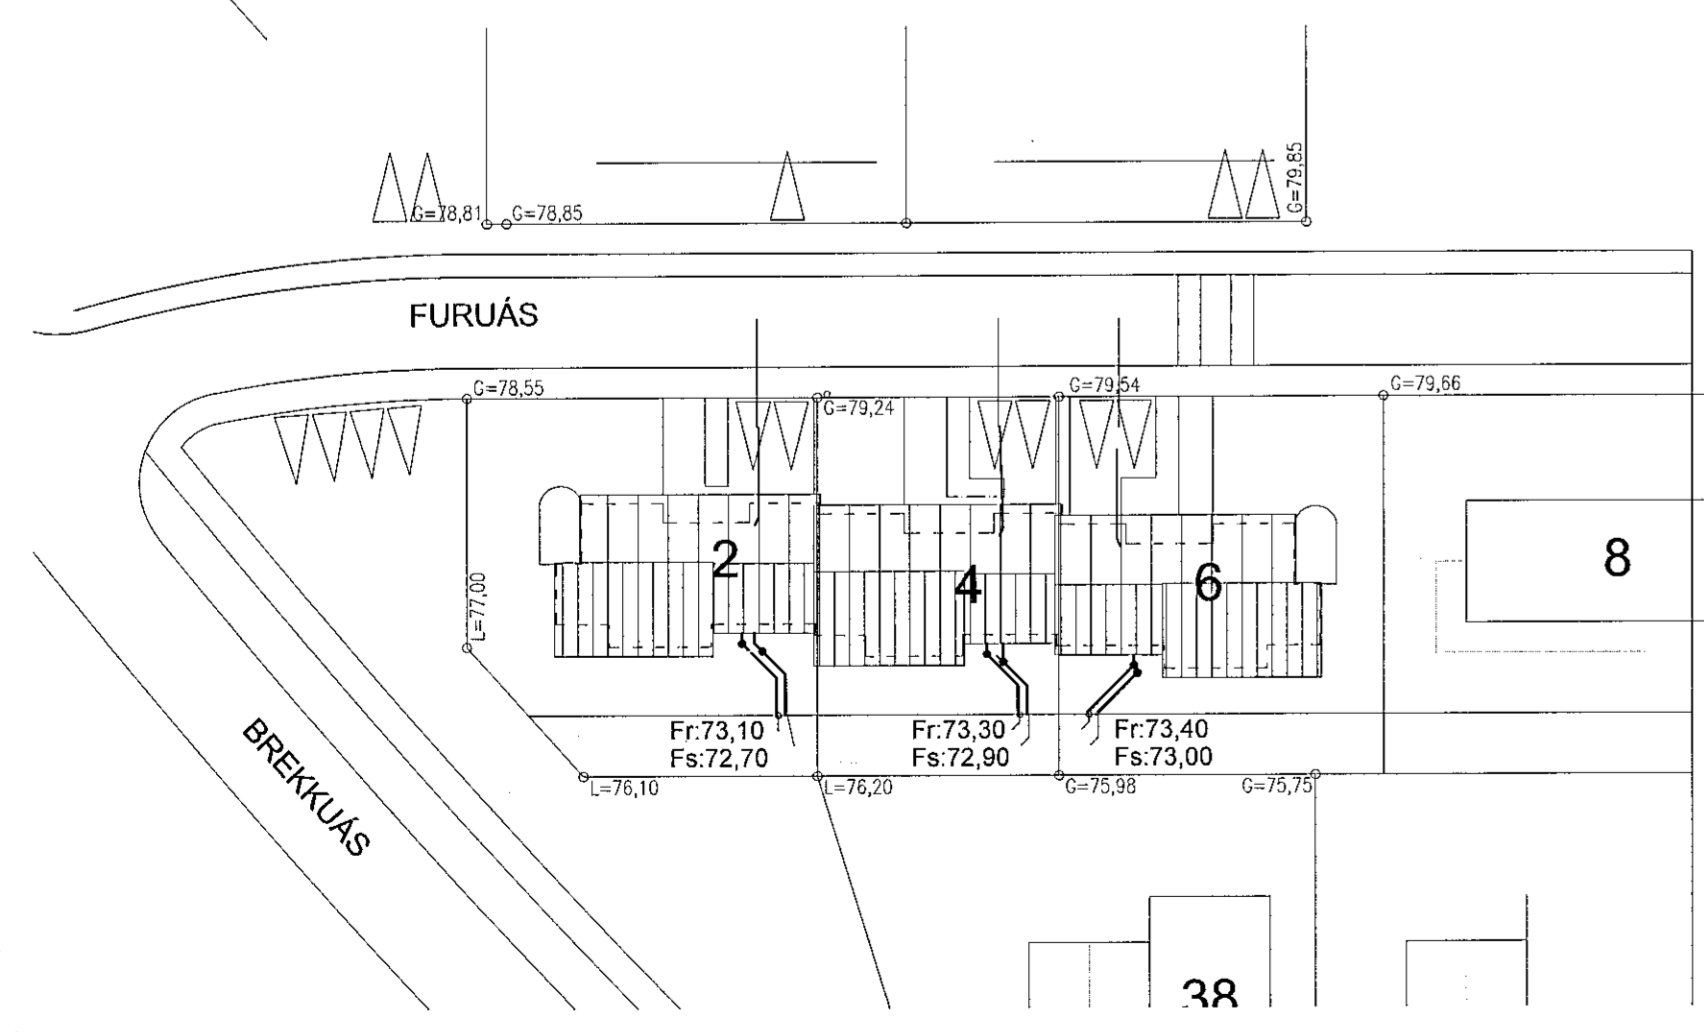 G=79,85
G=78,81
G=78,85
FURUÁS
G=78,55
G=79,24
G=79,54
G=79,66
2
4
6
8
L=77,00
Fr:73,10
Fs:72,70
Fr:73,30
Fs:72,90
Fr:73,40
Fs:73,00
BREKKUÁS
L=76,10
L=76,20
G=75,98
G=75,75
38